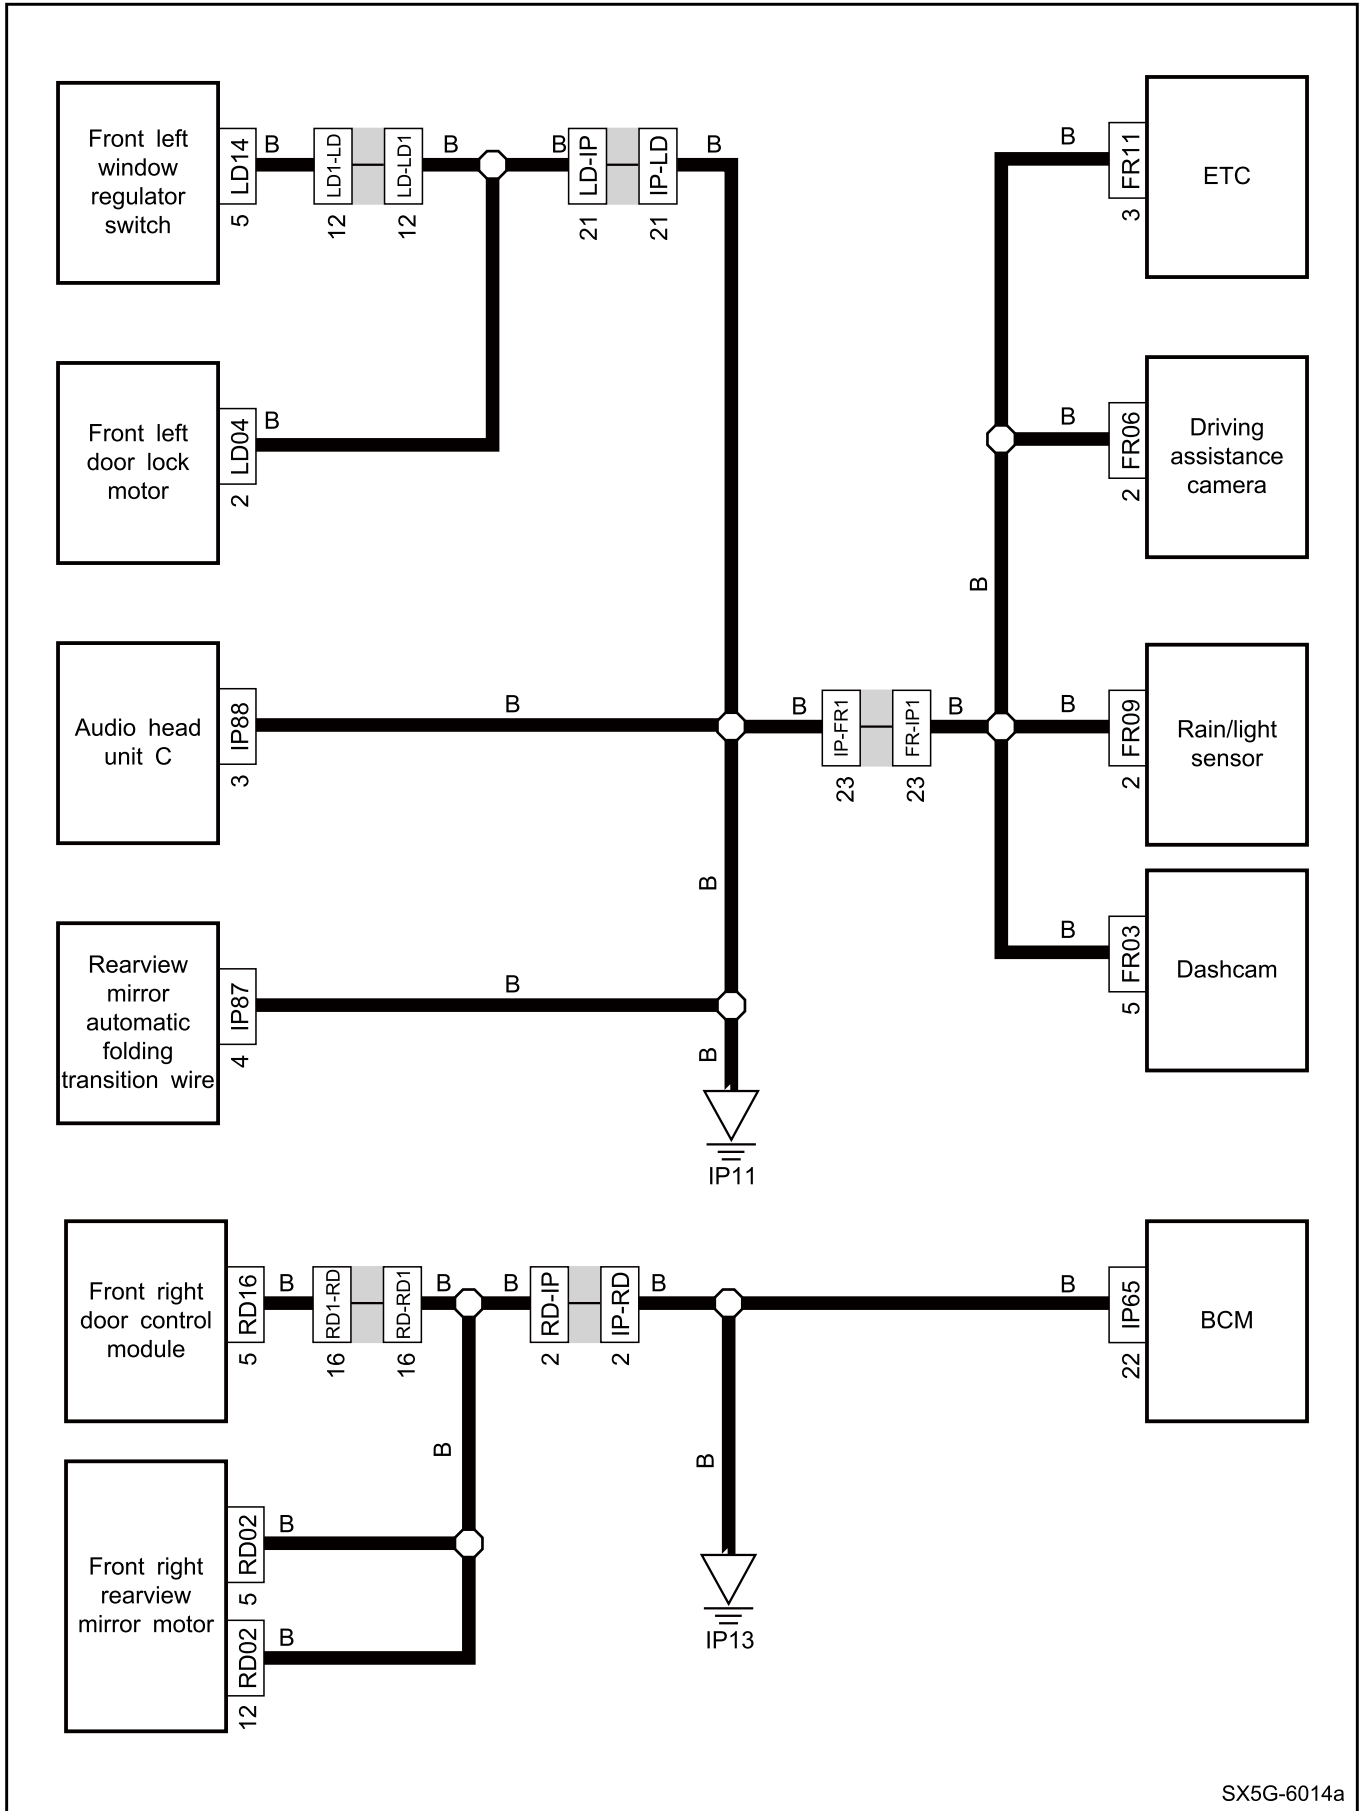 Front left
window
regulator
switch
LD14
5
B
LD1-LD
12
LD-LD1
12
B
B
LD-IP
21
IP-LD
21
B
B
FR11
3
ETC
Front left
door lock
motor
LD04
2
B
B
FR06
2
Driving
assistance
camera
B
Audio head
unit C
IP88
3
B
B
IP-FR1
23
FR-IP1
23
B
B
FR09
2
Rain/light
sensor
B
B
FR03
5
Dashcam
Rearview
mirror
automatic
folding
transition wire
IP87
4
B
B
IP11
Front right
door control
module
RD16
5
B
RD1-RD
16
RD-RD1
16
B
B
RD-IP
2
IP-RD
2
B
B
IP65
22
BCM
B
B
Front right
rearview
mirror motor
RD02
5
B
RD02
12
B
IP13
SX5G-6014a